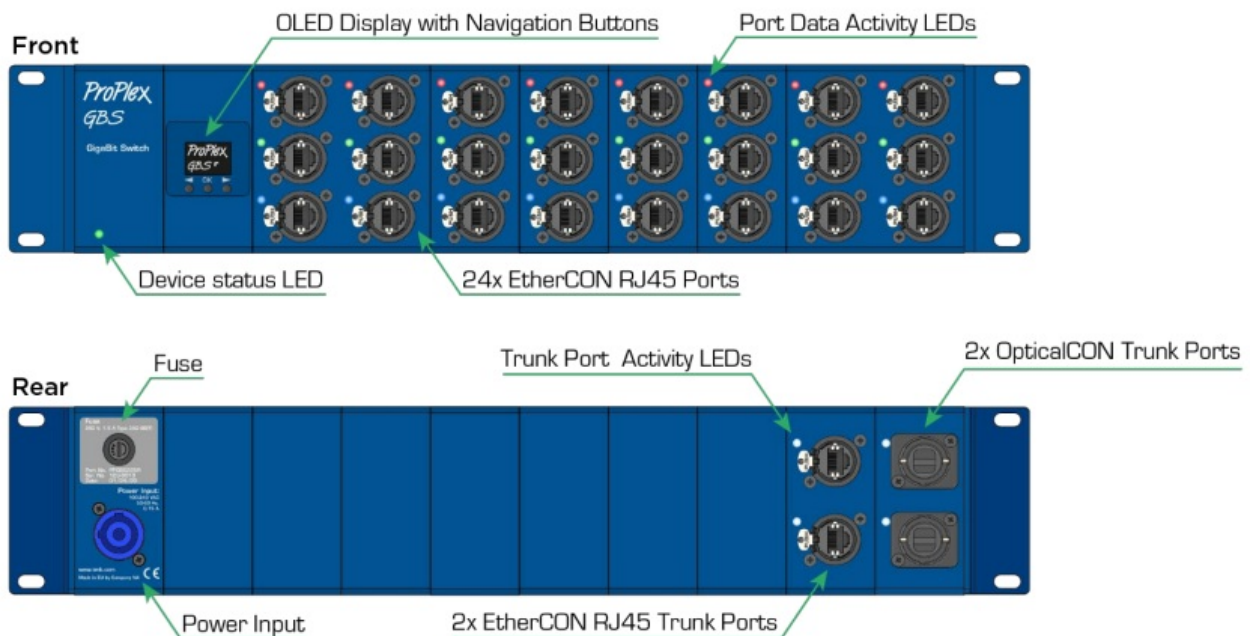 OLED Display with Navigation Buttons
Port Data Activity LEDs
Front
ProPlex
GBS
GigaBit Switch
ProPlex
GBS
OK
Device status LED
24x EtherCON RJ45 Ports
Fuse
Trunk Port Activity LEDs
2x OpticalCON Trunk Ports
Rear
Fuse
Power Input:
CE
Power Input
2x EtherCON RJ45 Trunk Ports